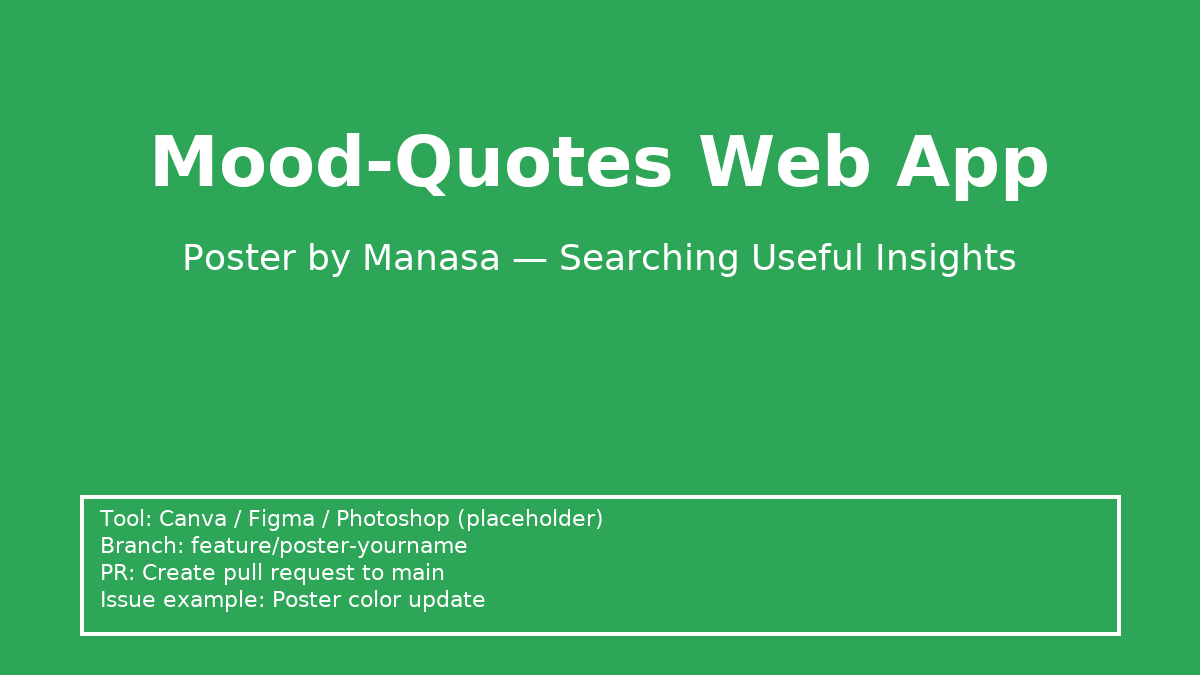 Mood-Quotes Web App
Poster by Manasa — Searching Useful Insights
Tool: Canva / Figma / Photoshop (placeholder)
Branch: feature/poster-yourname
PR: Create pull request to main
Issue example: Poster color update